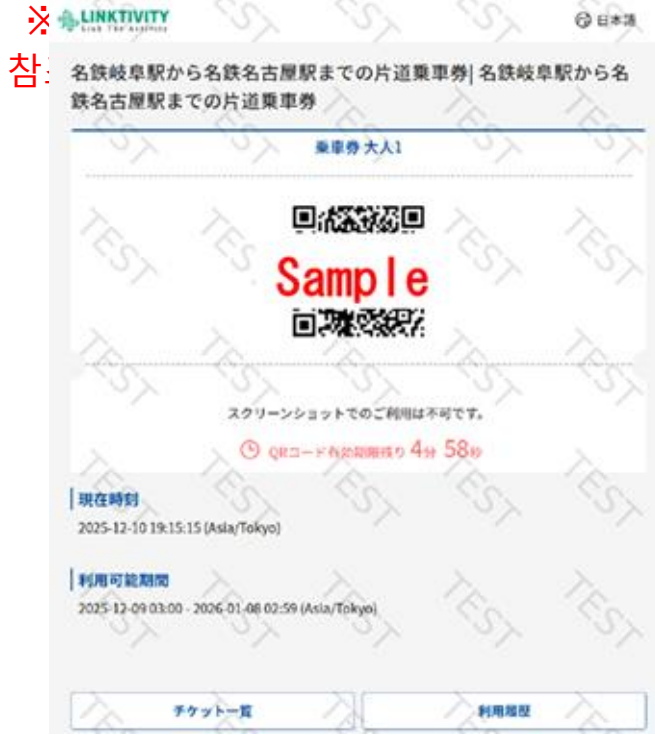 ※
LINKTIVITY
Link The Activity
日本語
참
名鉄岐阜駅から名鉄名古屋駅までの片道乗車券| 名鉄岐阜駅から名
鉄名古屋駅までの片道乗車券
乗車券 大人1
Sample
スクリーンショットでのご利用は不可です。
QRコード有効期限残り 4分 58秒
現在時刻
2025-12-10 19:15:15 (Asia/Tokyo)
利用可能期間
2025-12-09 03:00 - 2026-01-08 02:59 (Asia/Tokyo)
チケット一覧
利用履歴
TEST